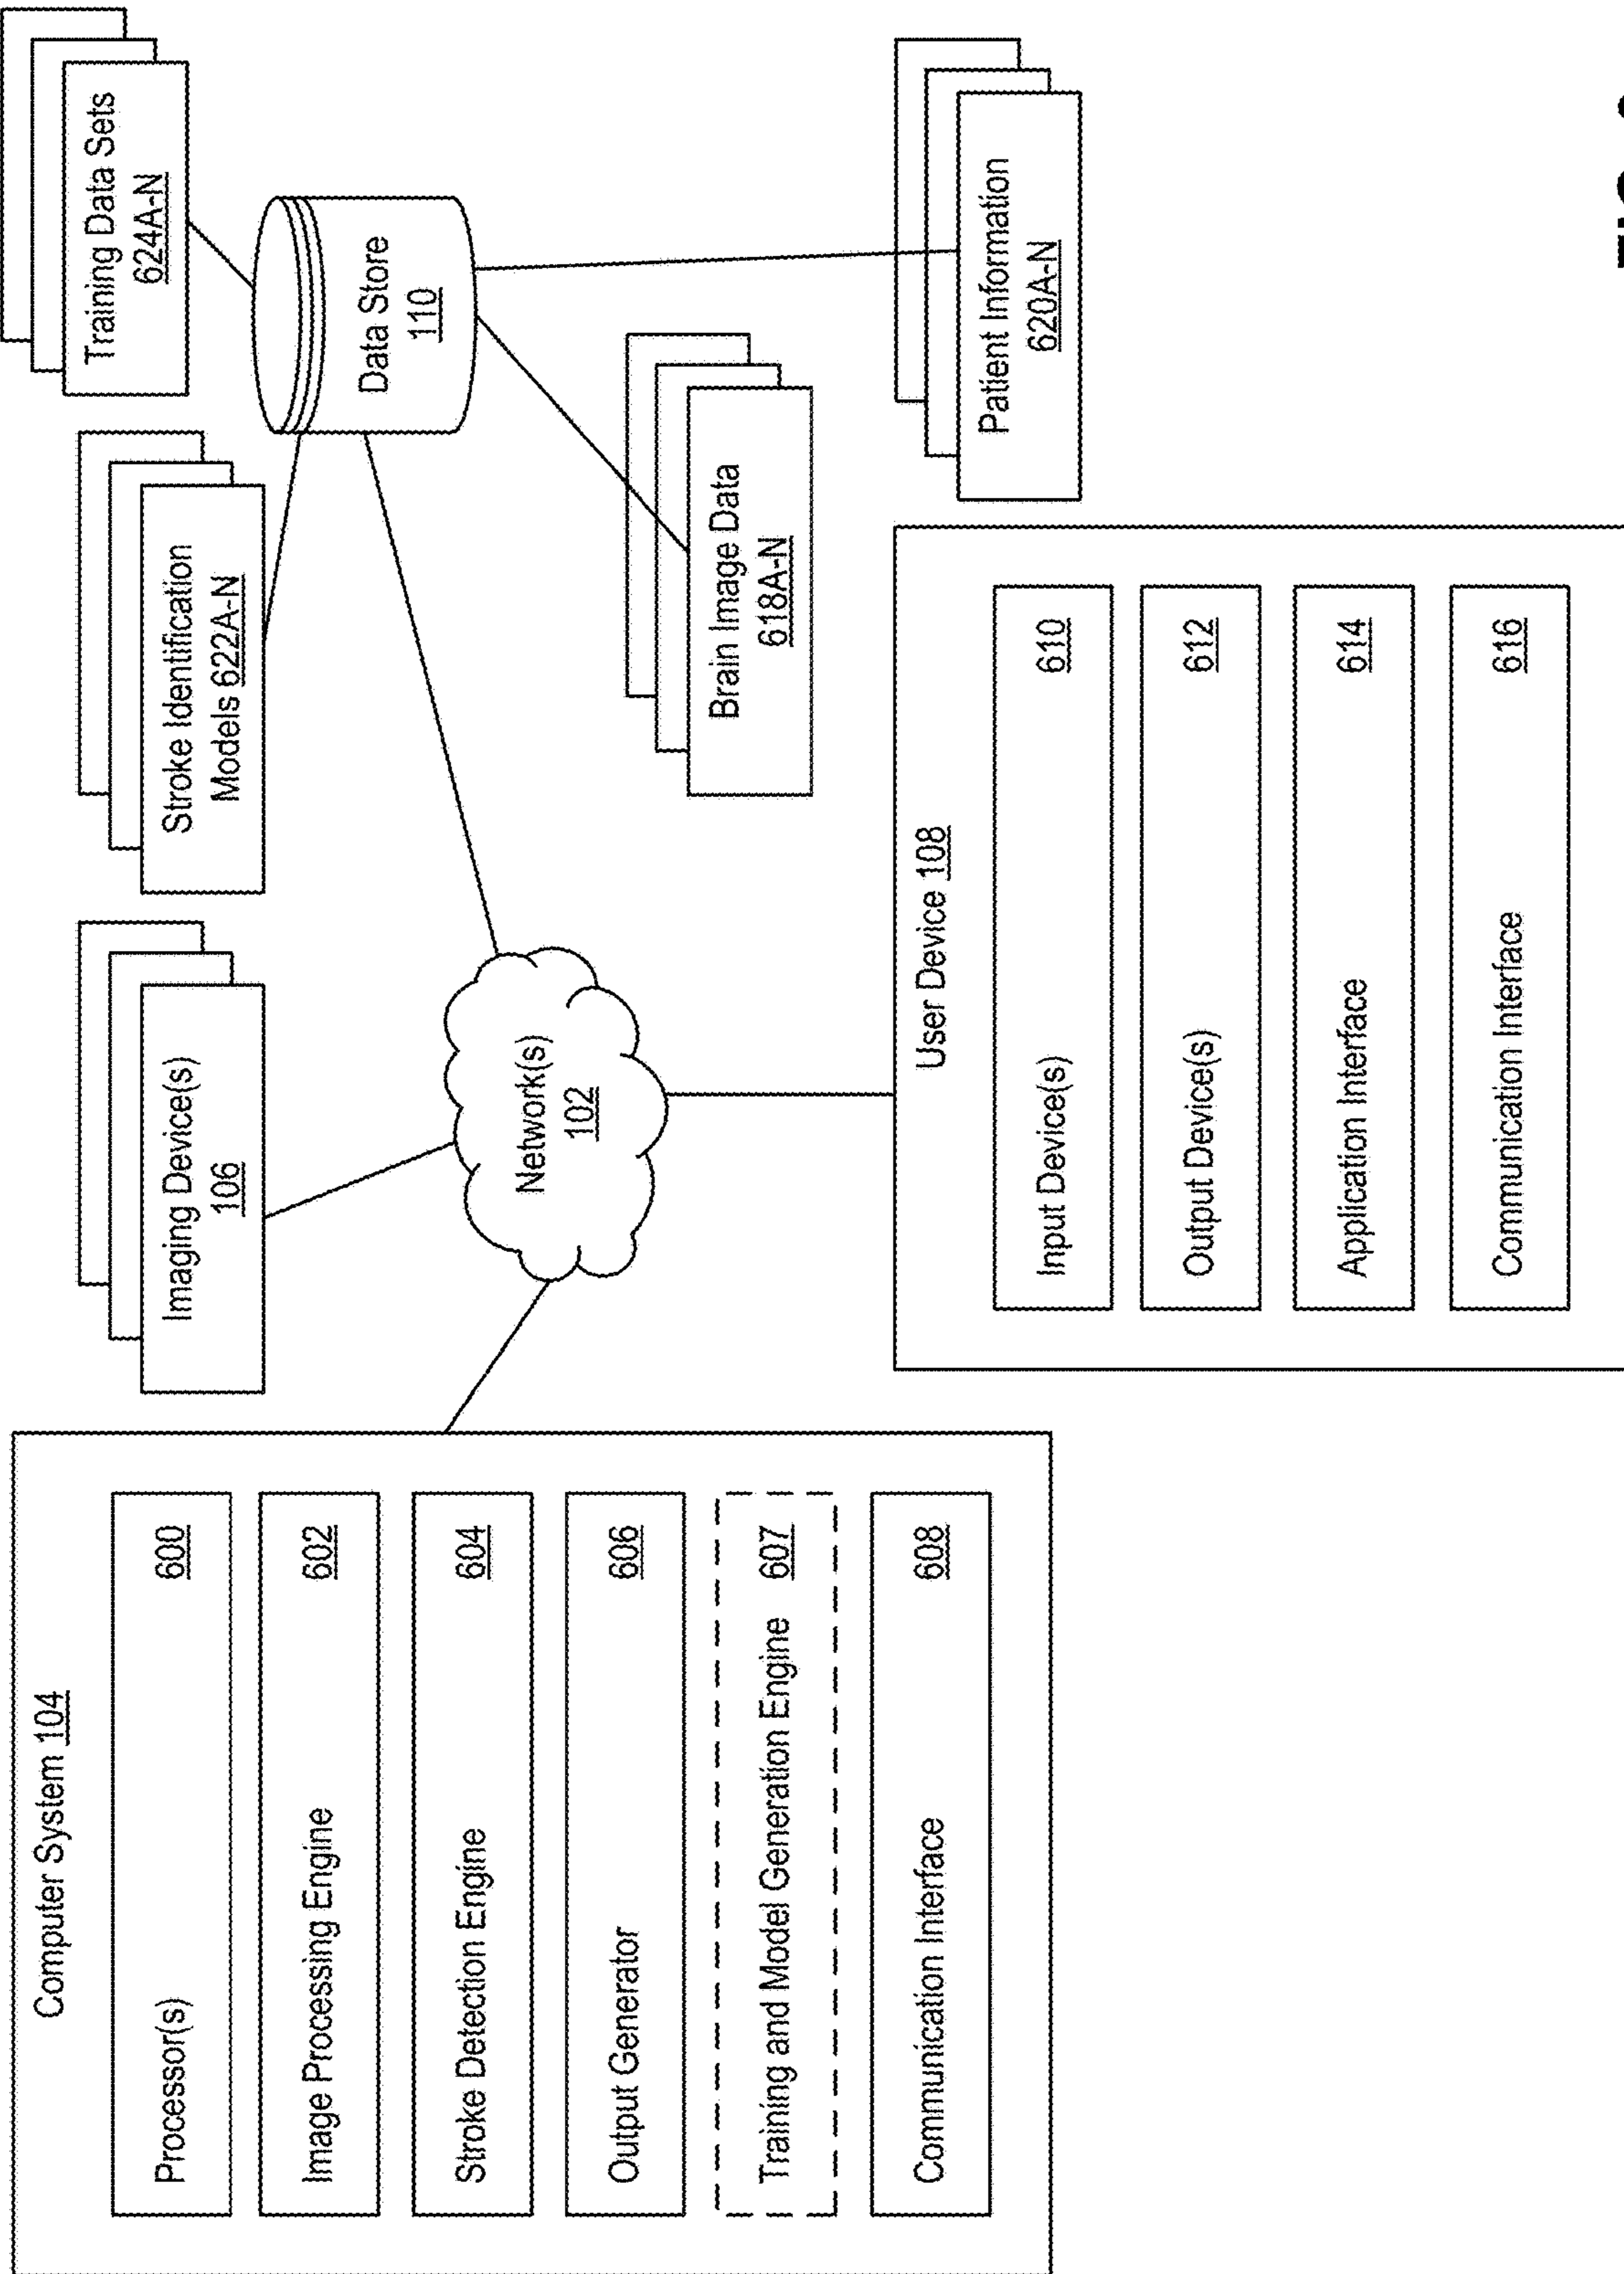 Computer System 104
Processor(s) 600
Image Processing Engine 602
Stroke Detection Engine 604
Output Generator 606
Training and Model Generation Engine 607
Communication Interface 608
Imaging Device(s)
106
Network(s)
102
Stroke Identification
Models 622A-N
Training Data Sets
624A-N
Data Store
110
Brain Image Data
618A-N
Patient Information
620A-N
User Device 108
Input Device(s) 610
Output Device(s) 612
Application Interface 614
Communication Interface 616